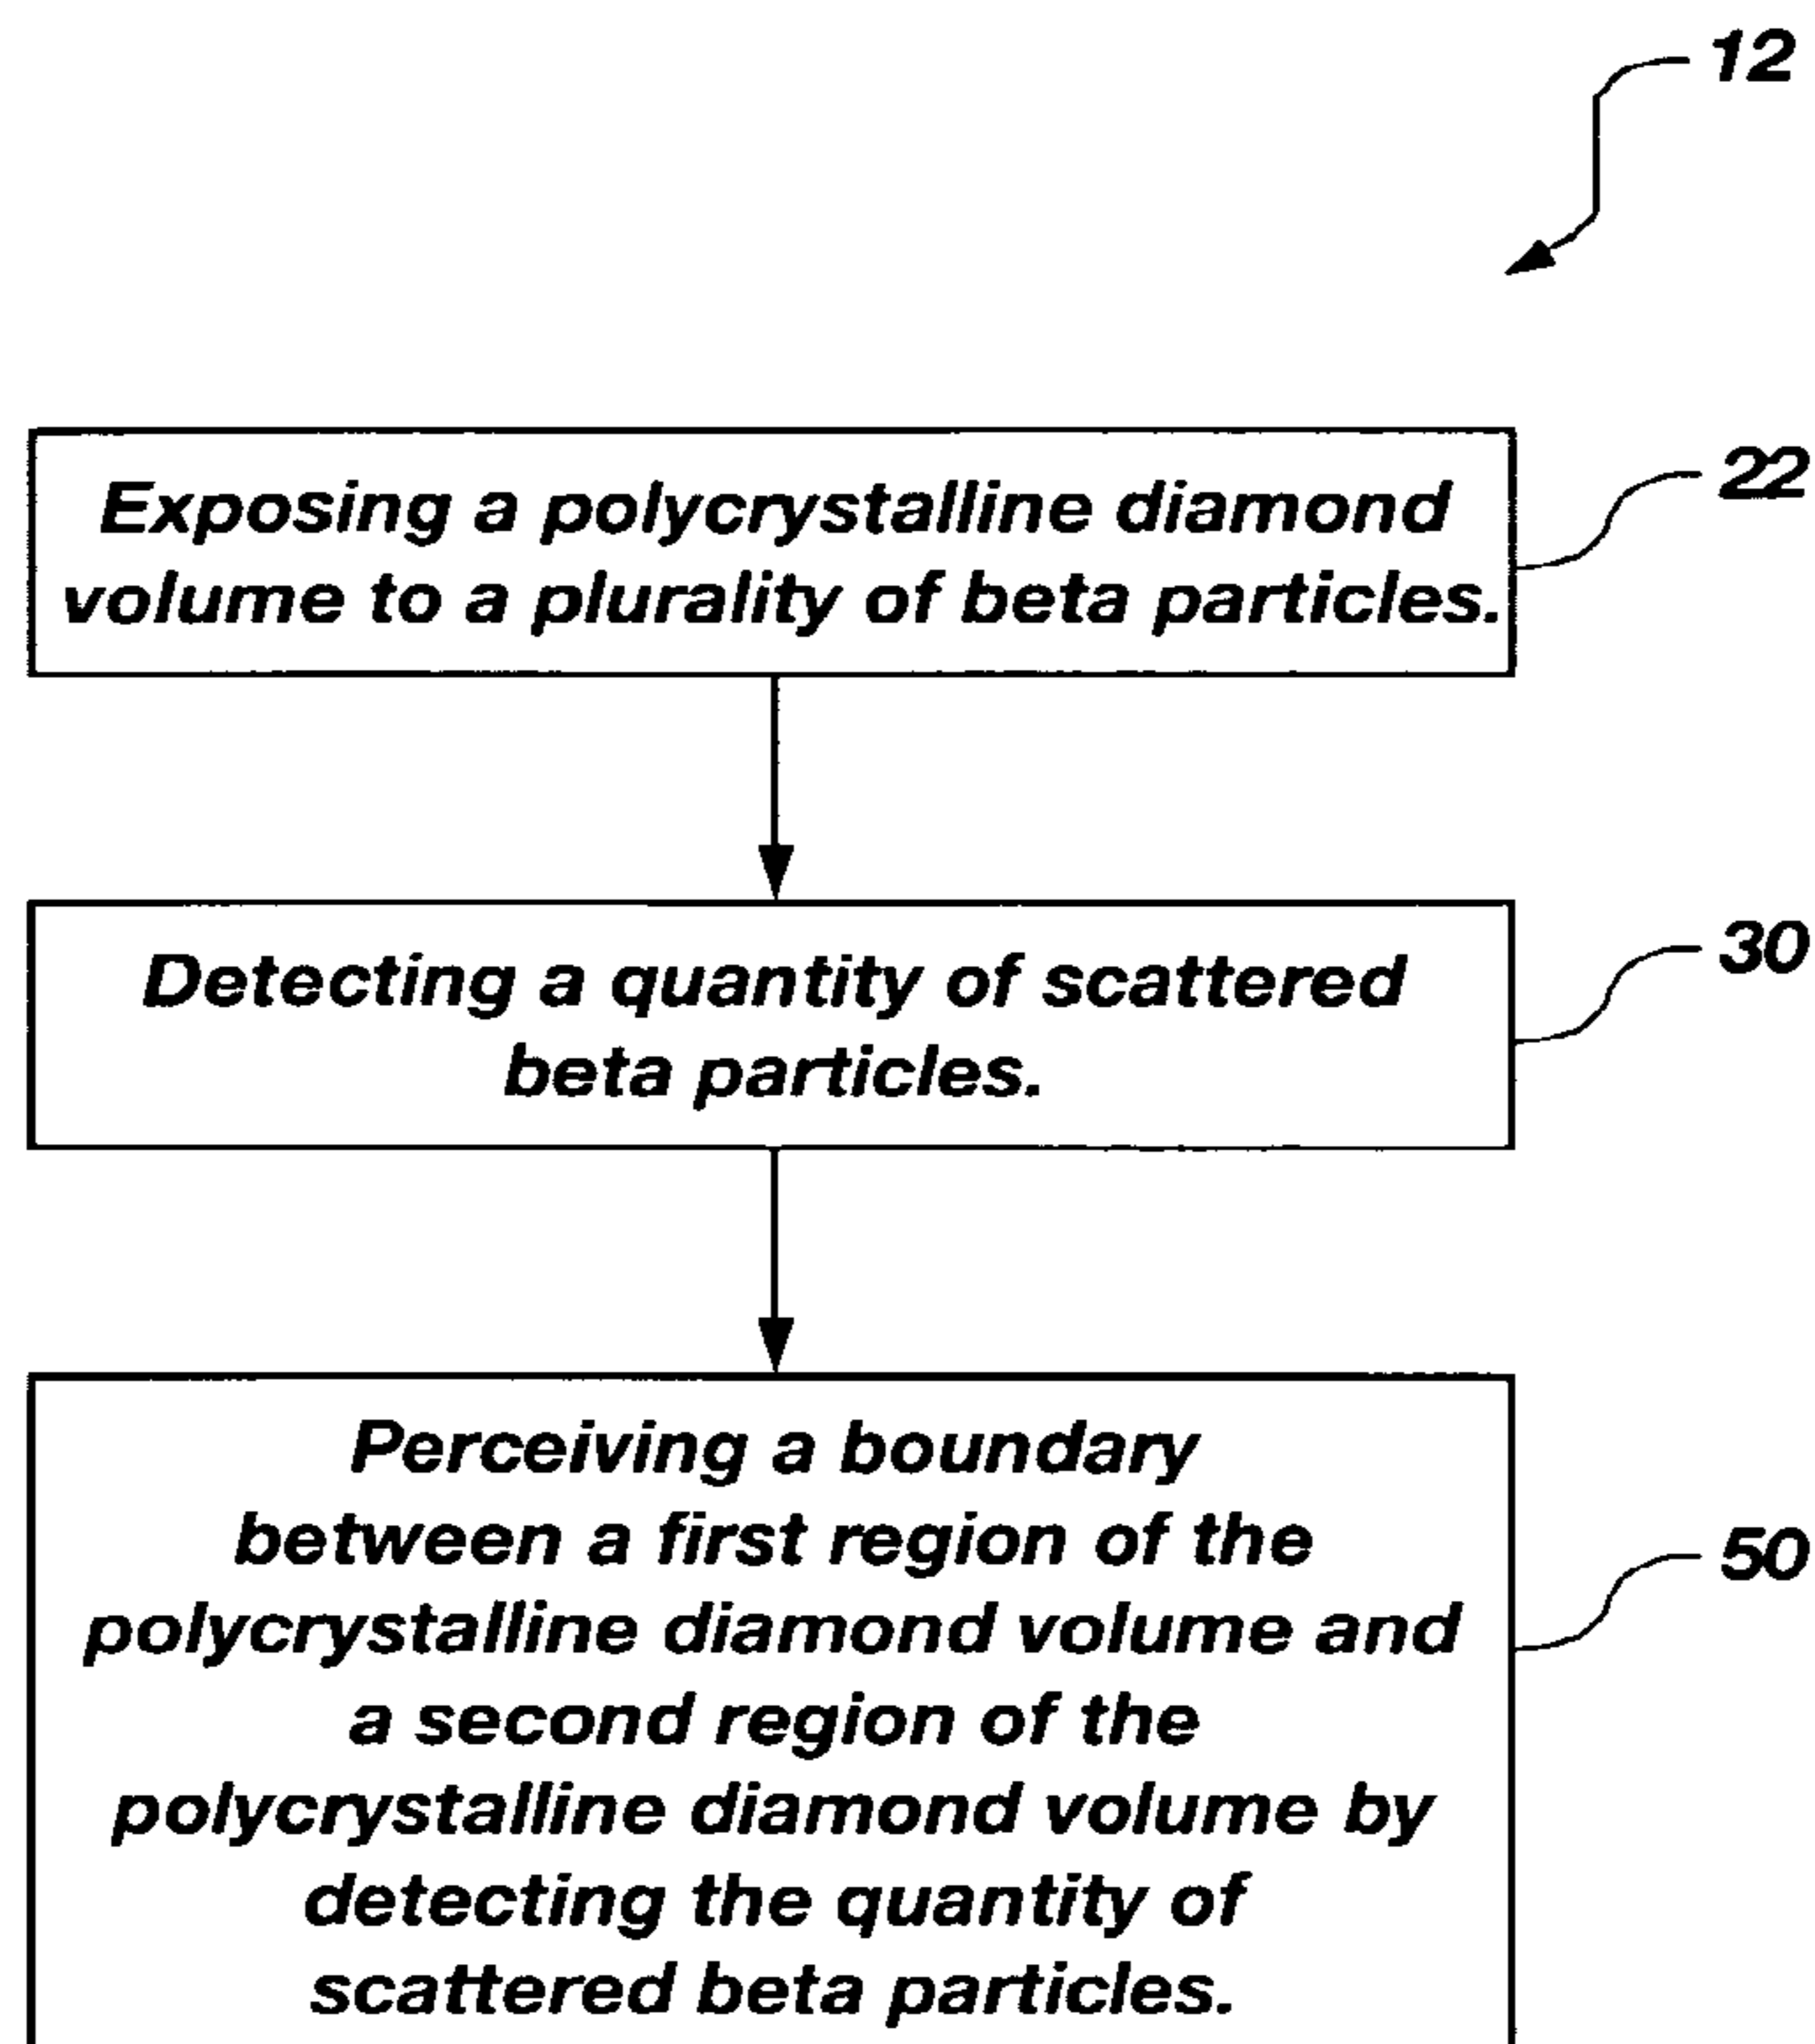 12
Exposing a polycrystalline diamond
volume to a plurality of beta particles.
22
Detecting a quantity of scattered
beta particles.
30
Perceiving a boundary
between a first region of the
polycrystalline diamond volume and
a second region of the
polycrystalline diamond volume by
detecting the quantity of
scattered beta particles.
50